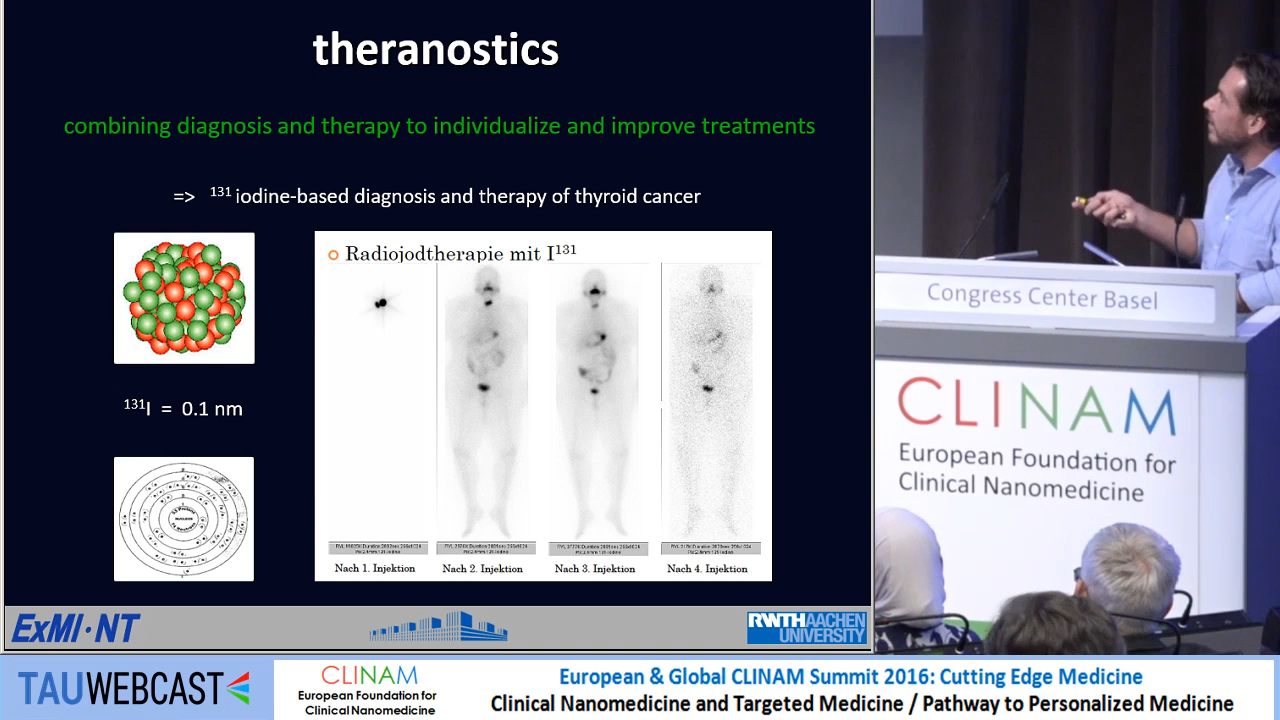 theranostics
combining diagnosis and therapy to individualize and improve treatments
=> ¹³¹ iodine-based diagnosis and therapy of thyroid cancer
Radiojodtherapie mit I¹³¹
¹³¹I = 0.1 nm
Nach 1. Injektion
Nach 2. Injektion
Nach 3. Injektion
Nach 4. Injektion
ExMI·NT
RWTHAACHEN
UNIVERSITY
Congress Center Basel
CLINAM
European Foundation for
Clinical Nanomedicine
TAUWEBCAST
CLINAM
European Foundation for
Clinical Nanomedicine
European & Global CLINAM Summit 2016: Cutting Edge Medicine
Clinical Nanomedicine and Targeted Medicine / Pathway to Personalized Medicine